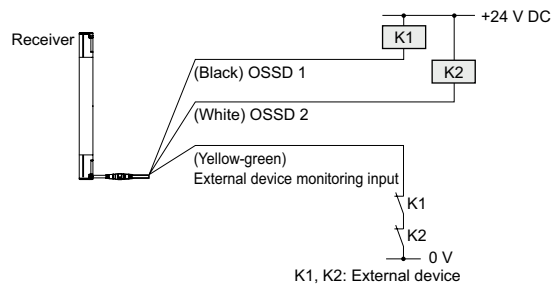 +24 V DC
Receiver
K1
K2
(Black) OSSD 1
(White) OSSD 2
(Yellow-green)
External device monitoring input
K1
K2
0 V
K1, K2: External device